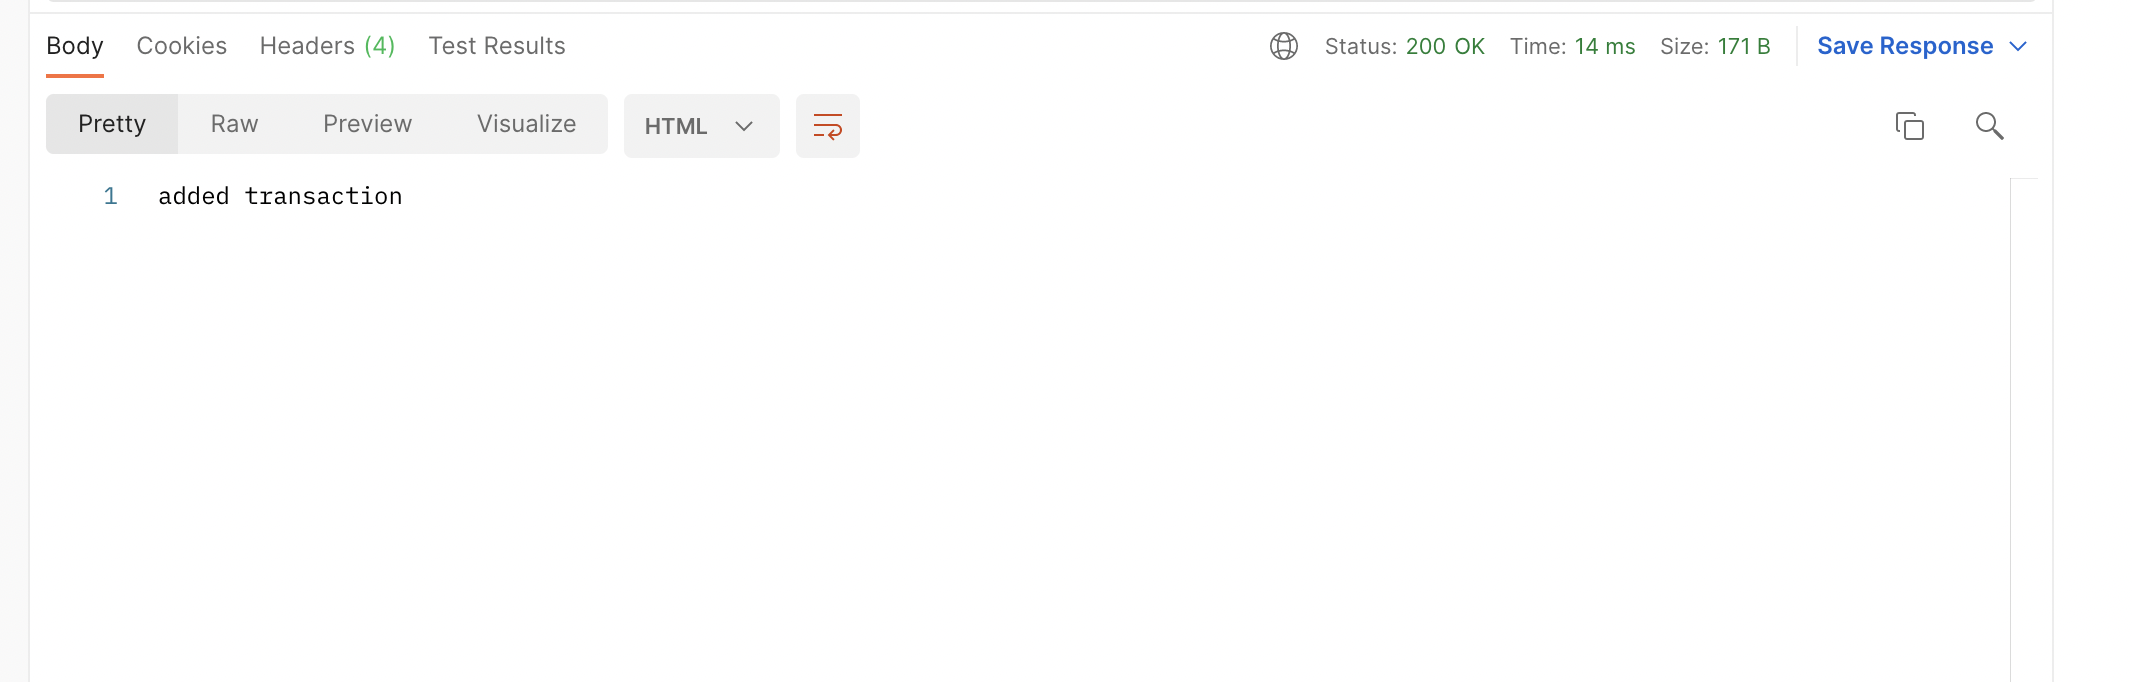 Body Cookies Headers (4) Test Results Status: 200 OK Time: 14 ms Size: 171 B Save Response
Pretty Raw Preview Visualize HTML
1 added transaction